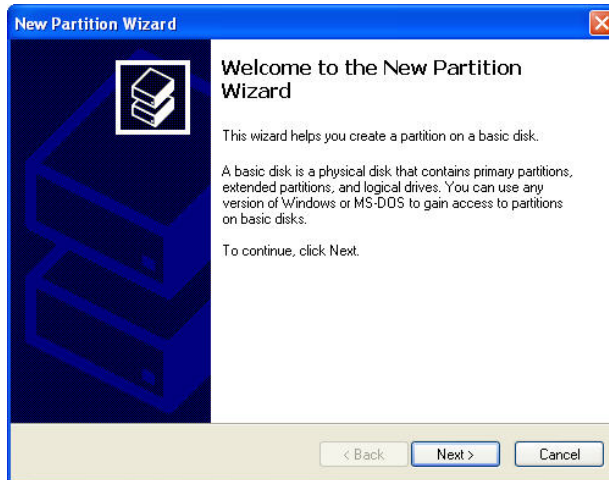 New Partition Wizard
Welcome to the New Partition
Wizard
This wizard helps you create a partition on a basic disk.
A basic disk is a physical disk that contains primary partitions,
extended partitions, and logical drives. You can use any
version of Windows or MS-DOS to gain access to partitions
on basic disks.
To continue, click Next.
< Back
Next >
Cancel